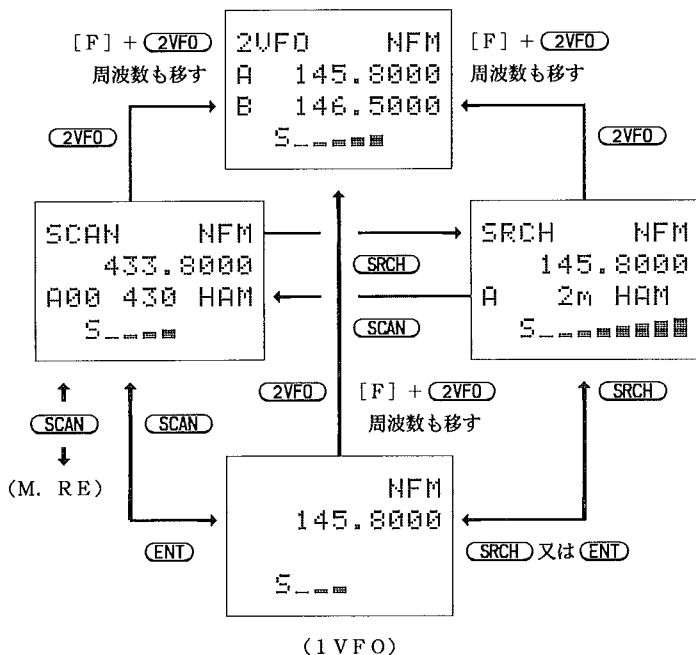 [F] + 2VFO
周波数も移す
2VFO NFM
A 145.8000
B 146.5000
S
[F] + 2VFO
周波数も移す
2VFO
2VFO
SCAN NFM
433.8000
A00 430 HAM
S
SRCH
SCAN
SRCH NFM
145.8000
A 2m HAM
S
SCAN
(M. RE)
SCAN
2VFO
[F] + 2VFO
周波数も移す
SRCH
ENT
NFM
145.8000
S
SRCH 又は ENT
(1VFO)